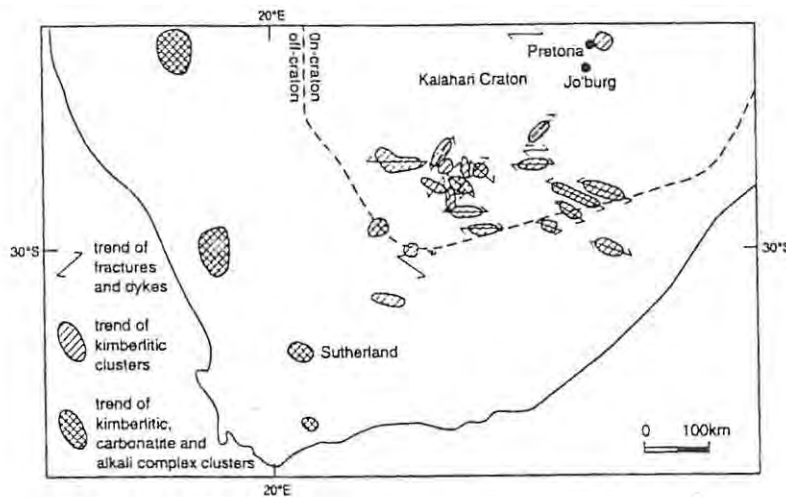 20°E
On-craton
off-craton
Pretoria
Kalahari Craton
Jo'burg
30°S
30°S
trend of
fractures
and dykes
trend of
kimberlitic
clusters
Sutherland
trend of
kimberlitic,
carbonatite and
alkali complex clusters
0 100km
20°E